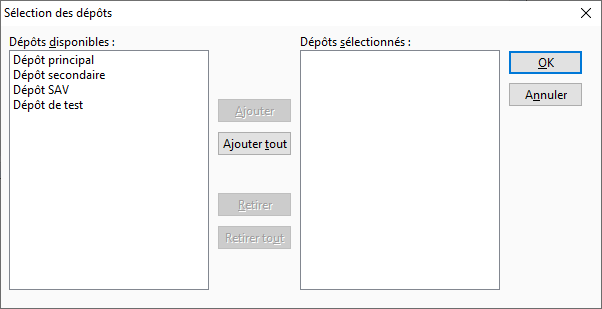 Sélection des dépôts
Dépôts disponibles :
Dépôt principal
Dépôt secondaire
Dépôt SAV
Dépôt de test
Ajouter
Ajouter tout
Retirer
Retirer tout
Dépôts sélectionnés :
OK
Annuler